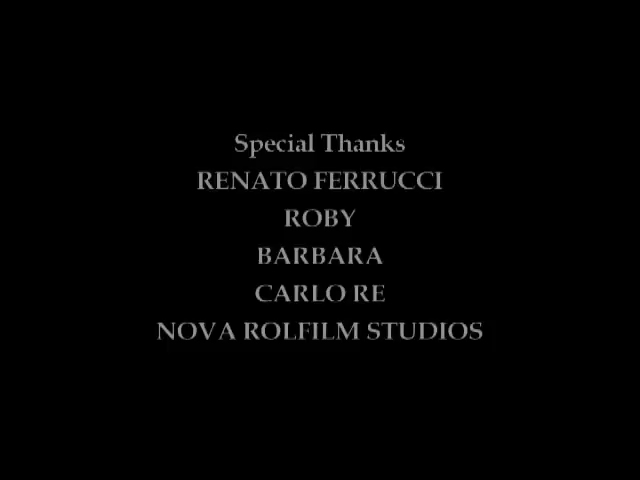 Special Thanks
RENATO FERRUCCI
ROBY
BARBARA
CARLO RE
NOVA ROLFILM STUDIOS